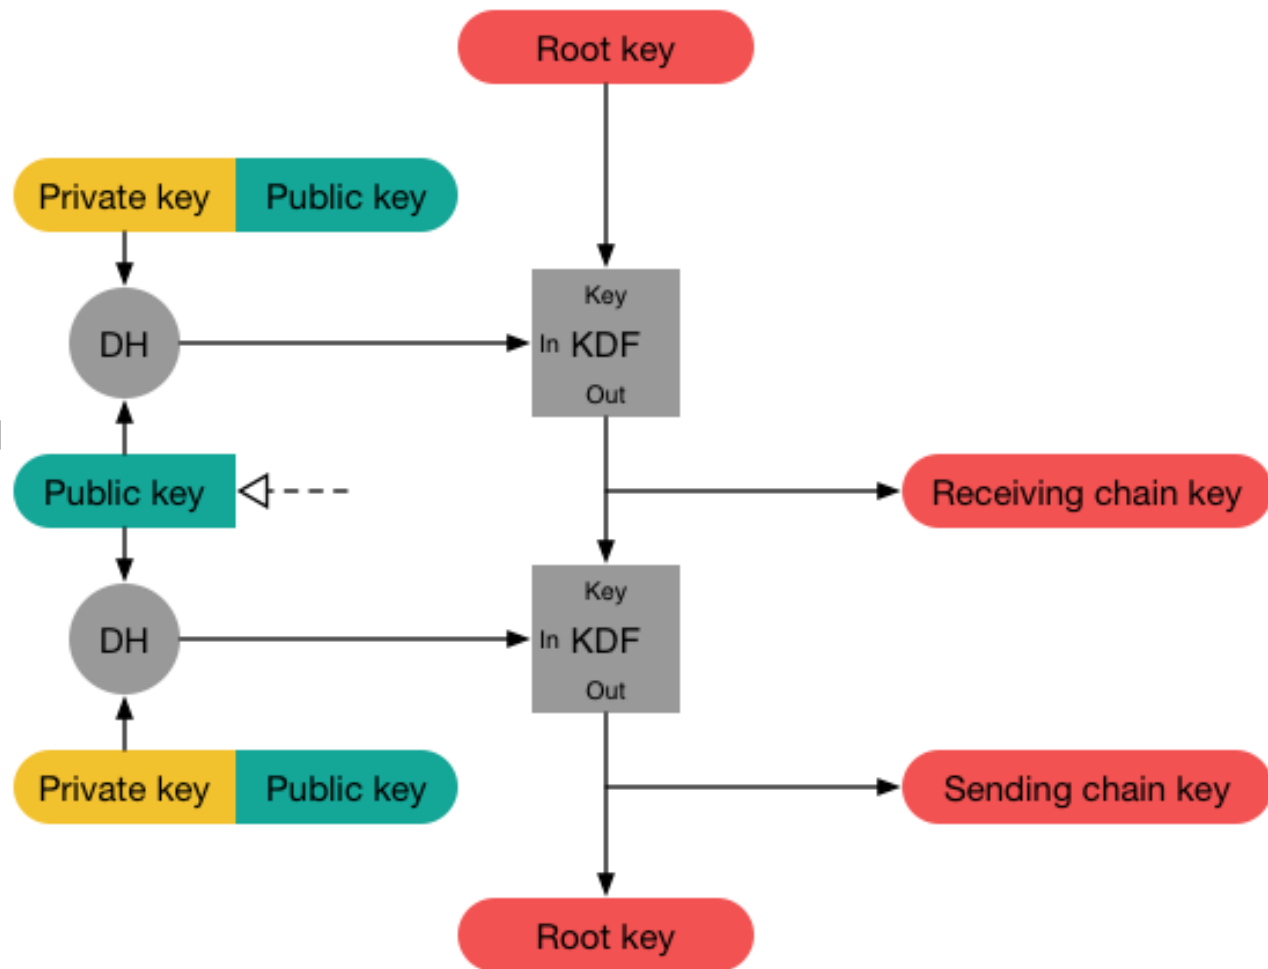 Root key
Private key Public key
Key
DH
In KDF
Out
Public key
Receiving chain key
Key
DH
In KDF
Out
Private key Public key
Sending chain key
Root key